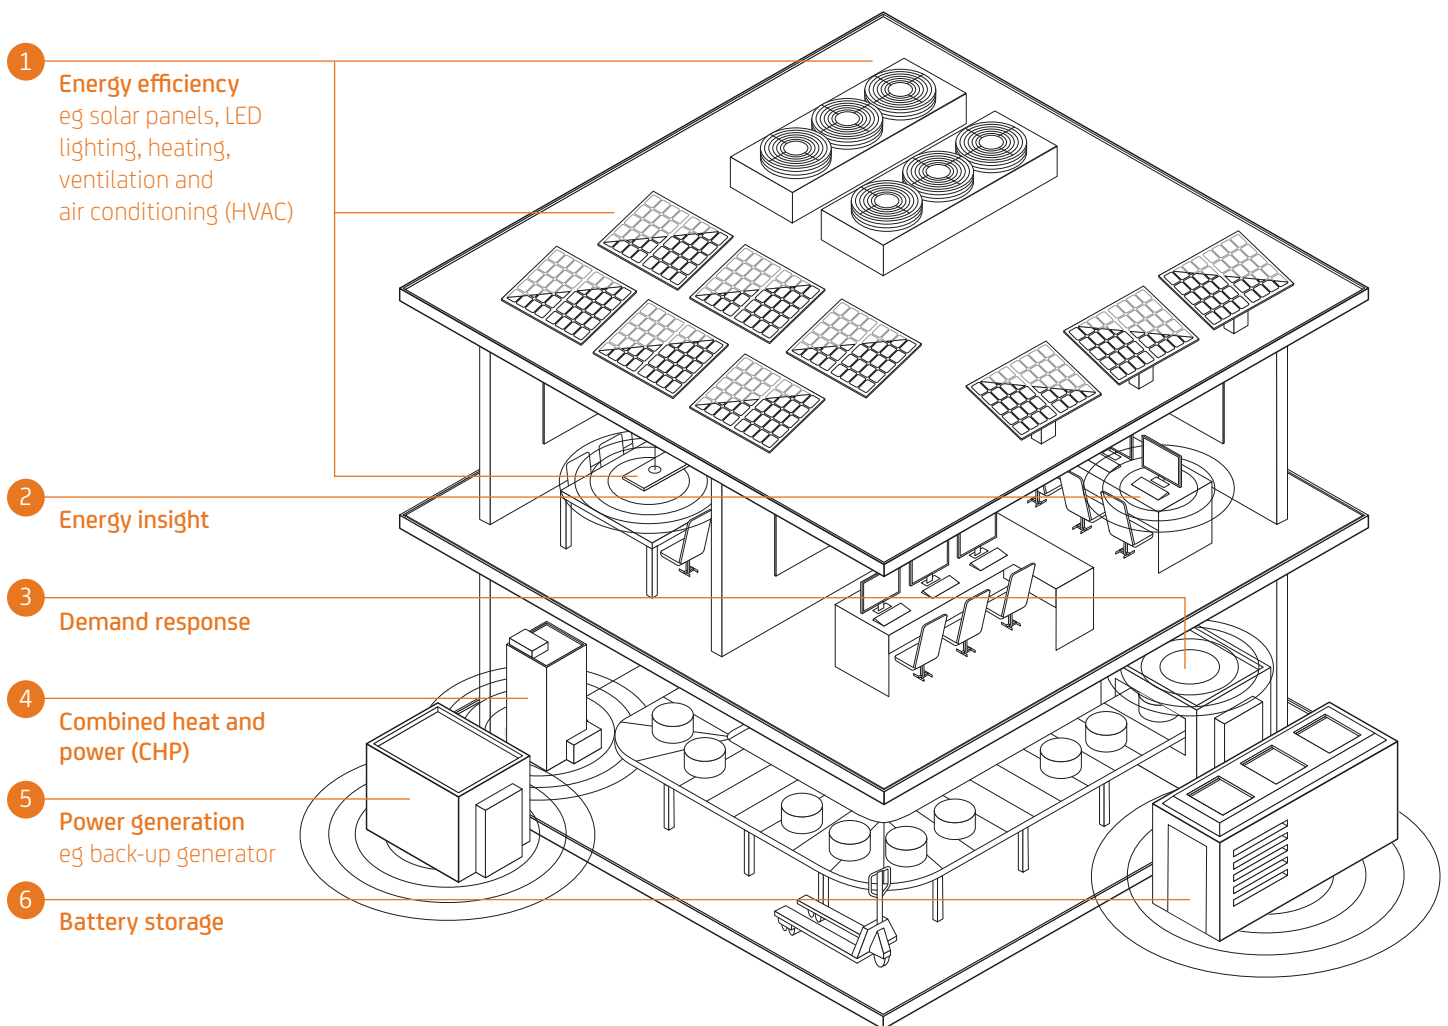 1
Energy efficiency
eg solar panels, LED
lighting, heating,
ventilation and
air conditioning (HVAC)
2
Energy insight
3
Demand response
4
Combined heat and
power (CHP)
5
Power generation
eg back-up generator
6
Battery storage